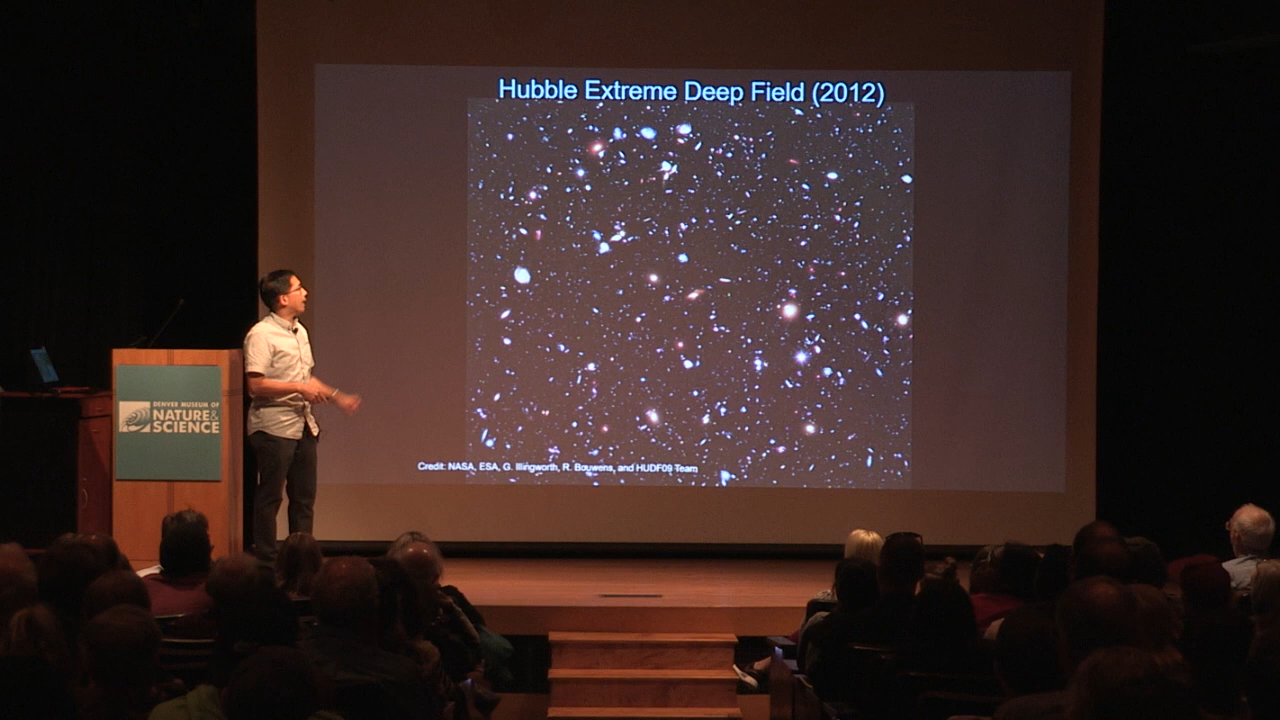 Hubble Extreme Deep Field (2012)
Credit: NASA, ESA, G. Illingworth, R. Bouwens, and HUDF09 Team
DENVER MUSEUM OF
NATURE &
SCIENCE